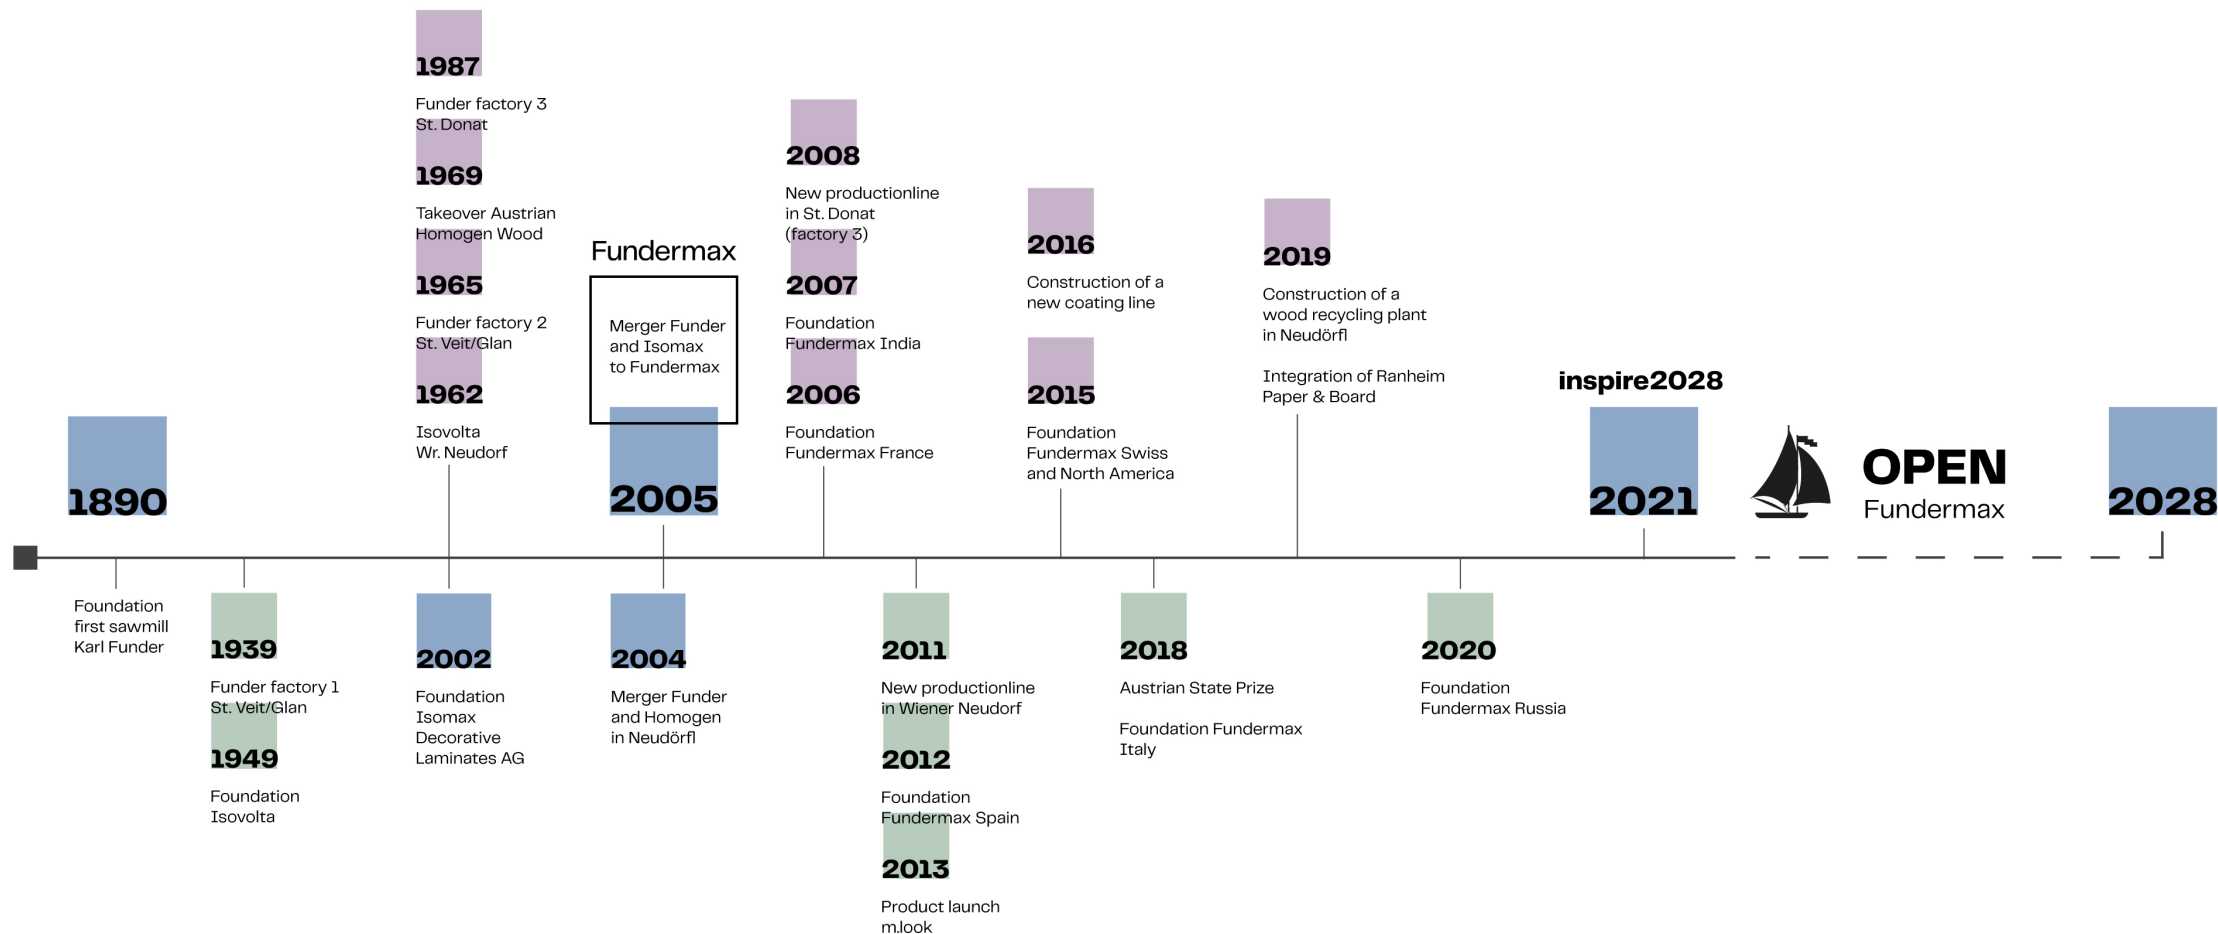 1987
Funder factory 3
St. Donat
1969
Takeover Austrian
Homogen Wood
1965
Funder factory 2
St. Veit/Glan
1962
Isovolta
Wr. Neudorf
Fundermax
Merger Funder
and Isomax
to Fundermax
2005
2008
New productionline
in St. Donat
(factory 3)
2007
Foundation
Fundermax India
2006
Foundation
Fundermax France
2016
Construction of a
new coating line
2015
Foundation
Fundermax Swiss
and North America
2019
Construction of a
wood recycling plant
in Neudörfl
Integration of Ranheim
Paper & Board
inspire2028
2021
OPEN
Fundermax
2028
1890
Foundation
first sawmill
Karl Funder
1939
Funder factory 1
St. Veit/Glan
1949
Foundation
Isovolta
2002
Foundation
Isomax
Decorative
Laminates AG
2004
Merger Funder
and Homogen
in Neudörfl
2011
New productionline
in Wiener Neudorf
2012
Foundation
Fundermax Spain
2013
Product launch
m.look
2018
Austrian State Prize
Foundation Fundermax
Italy
2020
Foundation
Fundermax Russia